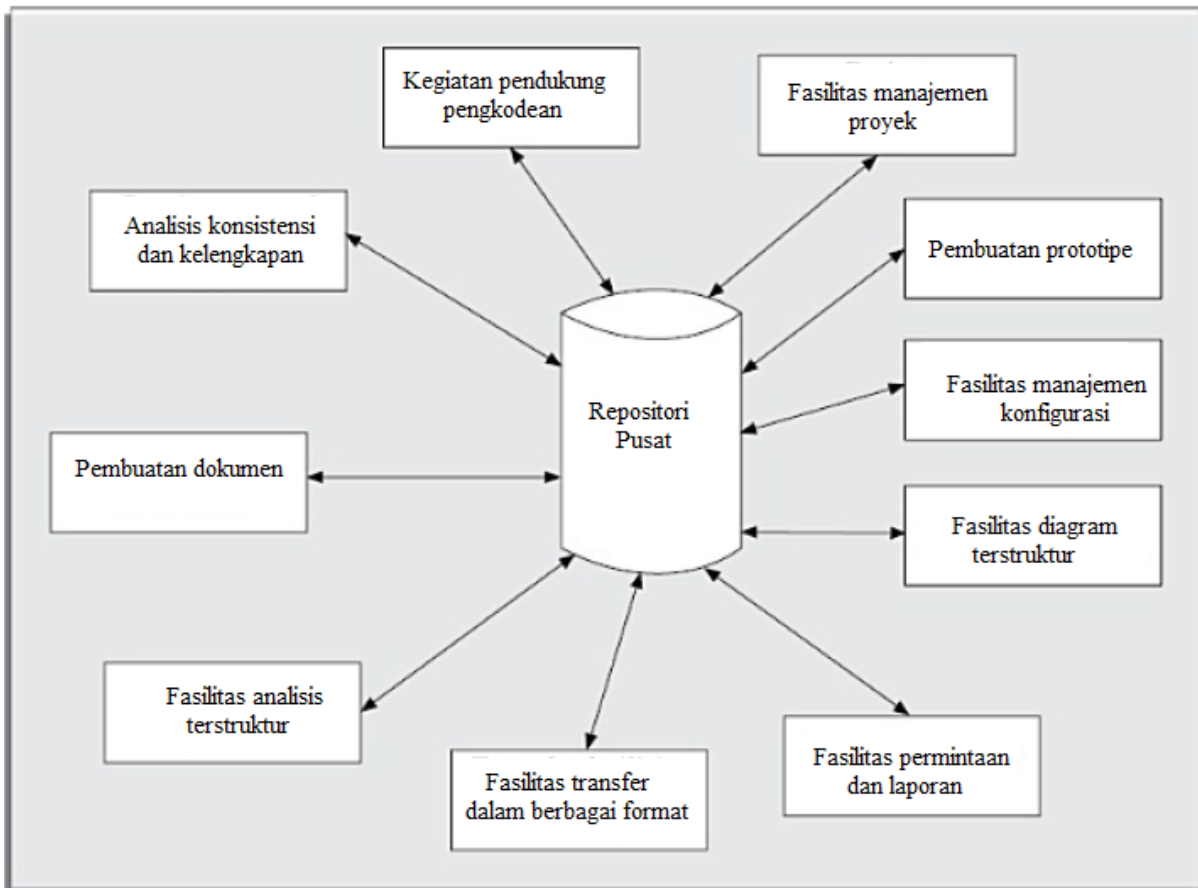 Kegiatan pendukung
pengkodean
Fasilitas manajemen
proyek
Analisis konsistensi
dan kelengkapan
Pembuatan prototipe
Fasilitas manajemen
konfigurasi
Repositori
Pusat
Pembuatan dokumen
Fasilitas diagram
terstruktur
Fasilitas analisis
terstruktur
Fasilitas transfer
dalam berbagai format
Fasilitas permintaan
dan laporan